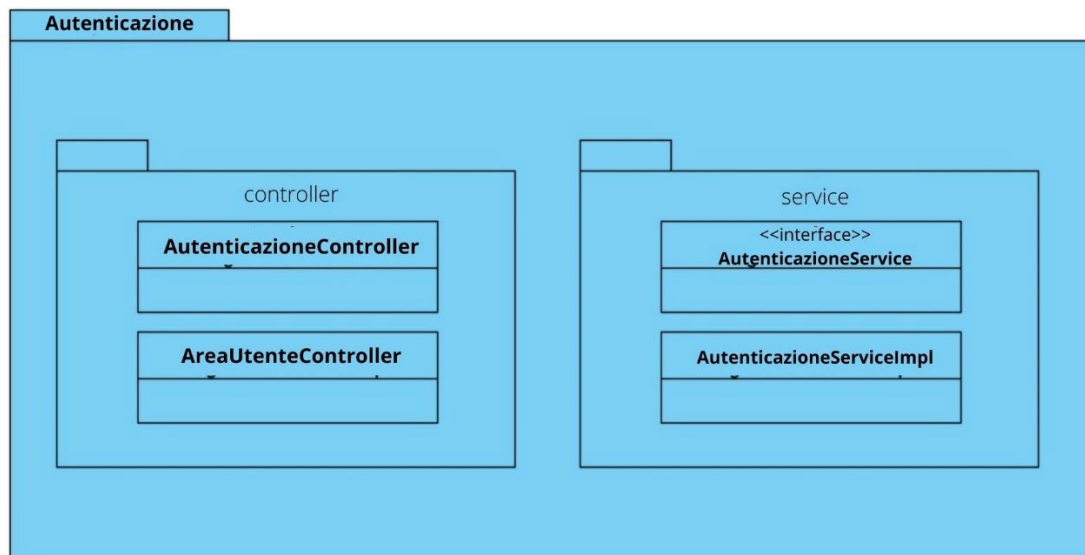 Autenticazione
controller
AutenticazioneController
AreaUtenteController
service
<<interface>>
AutenticazioneService
AutenticazioneServiceImpl